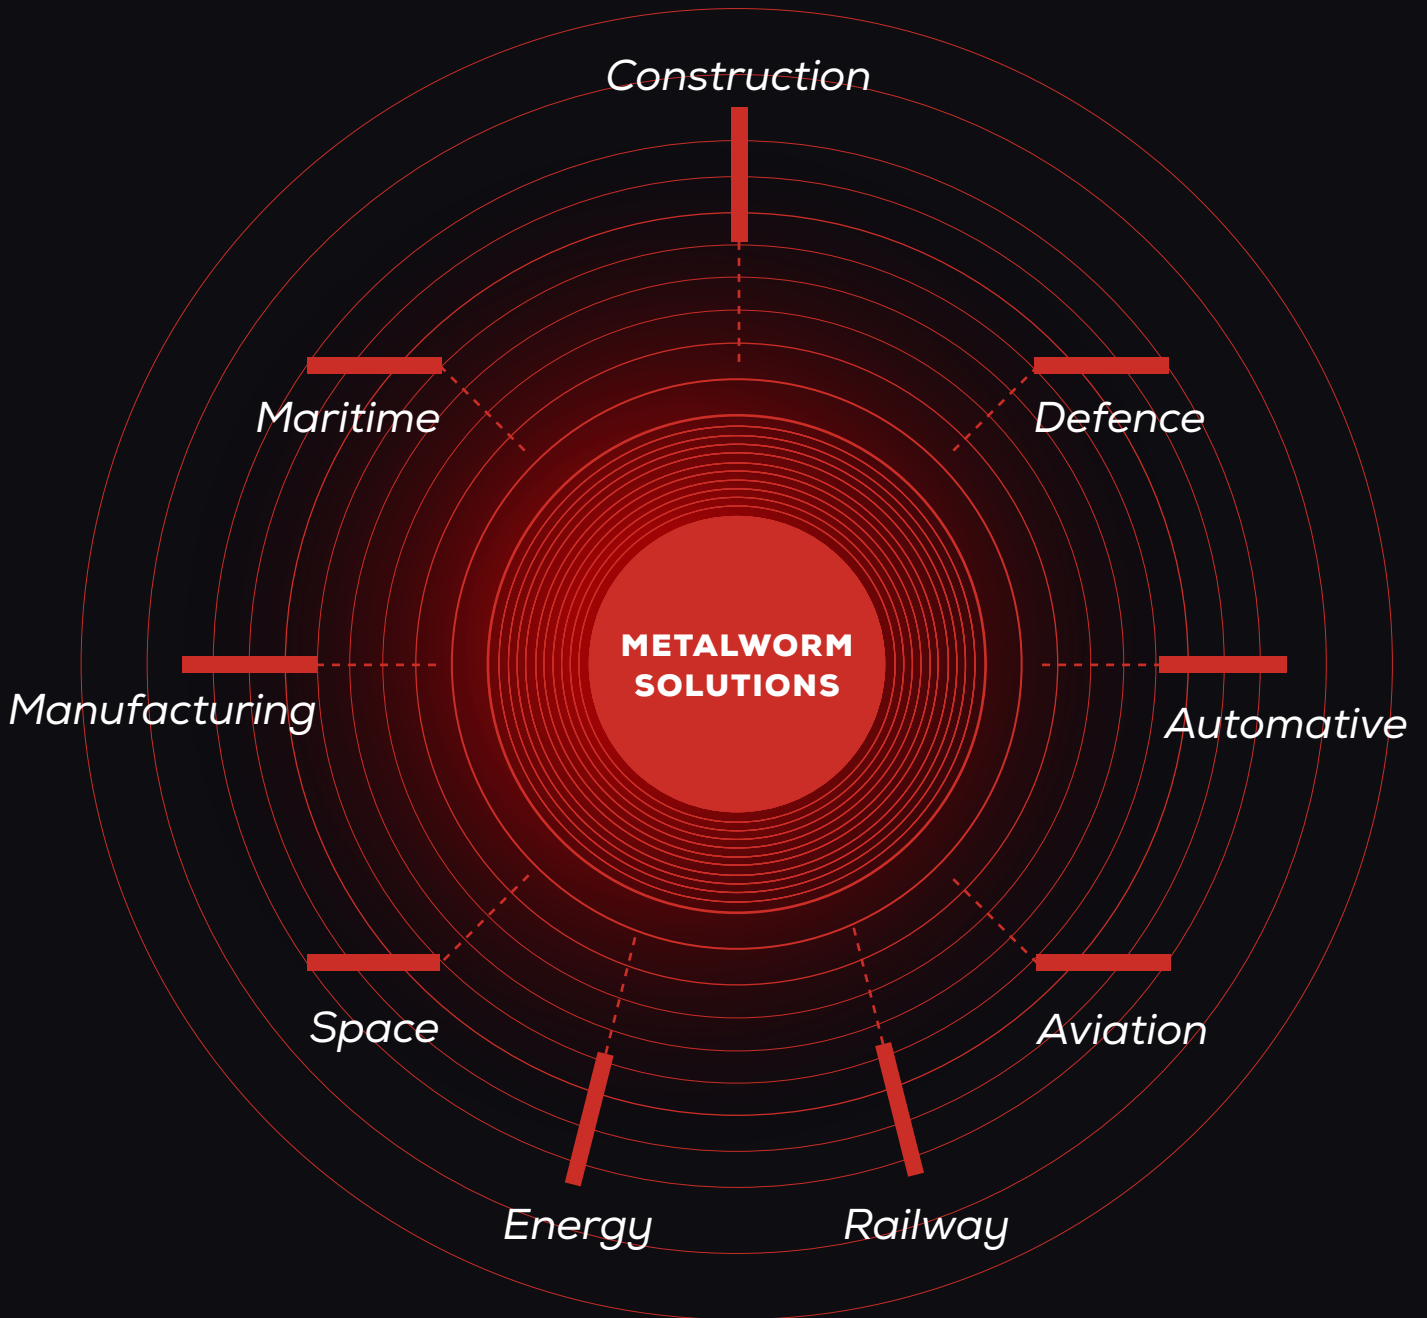 Construction
Maritime
Defence
METALWORM
SOLUTIONS
Manufacturing
Automative
Space
Aviation
Energy
Railway